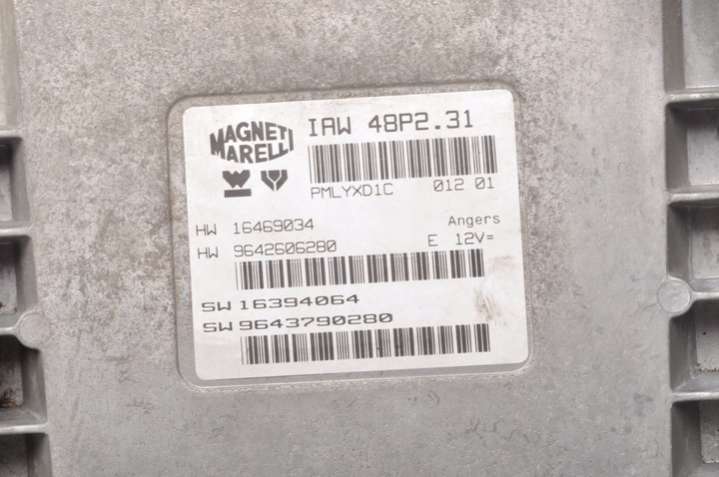 MAGNETI
MARELLI
IAW 48P2.31
PMLYXD1C 012 01
HW 16469034 Angers
HW 9642606280 E 12V=
SW 16394064
SW 9643790280